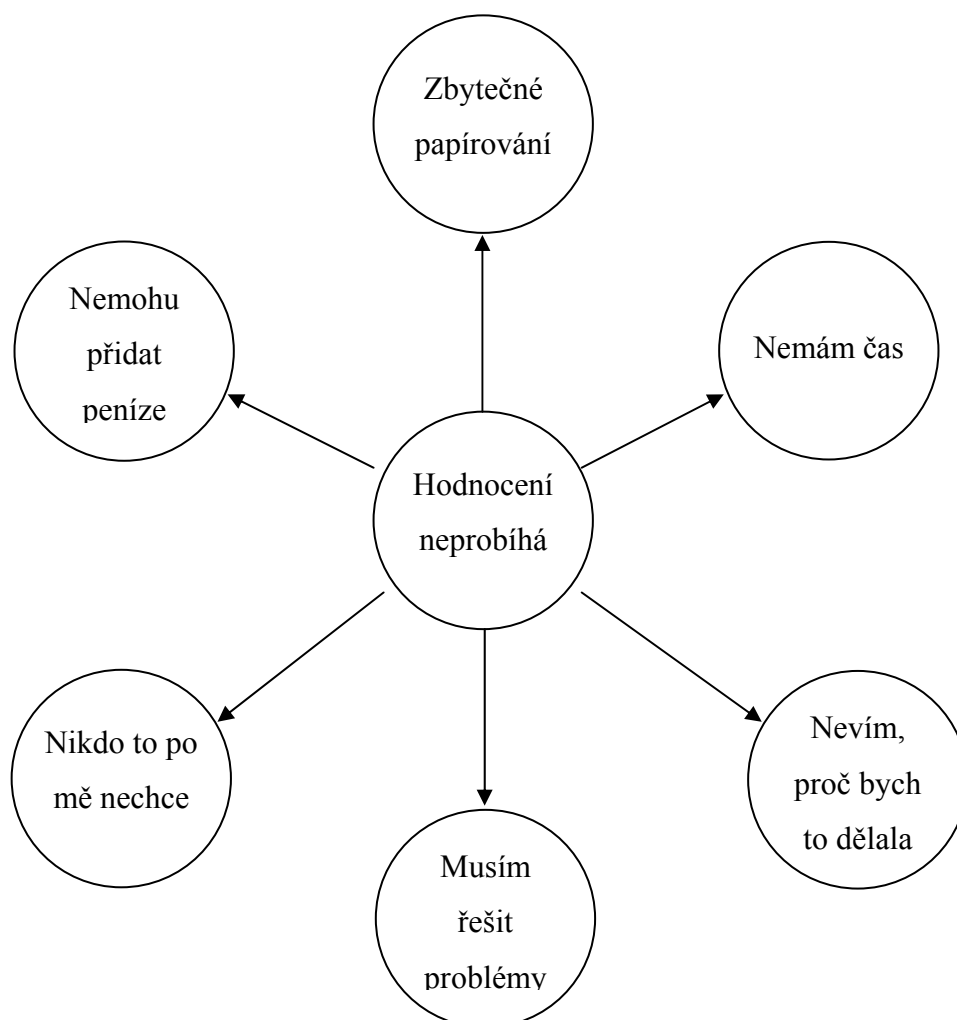 Zbytečné
papírování
Nemohu
přidat
peníze
Nemám čas
Hodnocení
neprobíhá
Nikdo to po
mě nechce
Nevím,
proč bych
to dělala
Musím
řešit
problémy